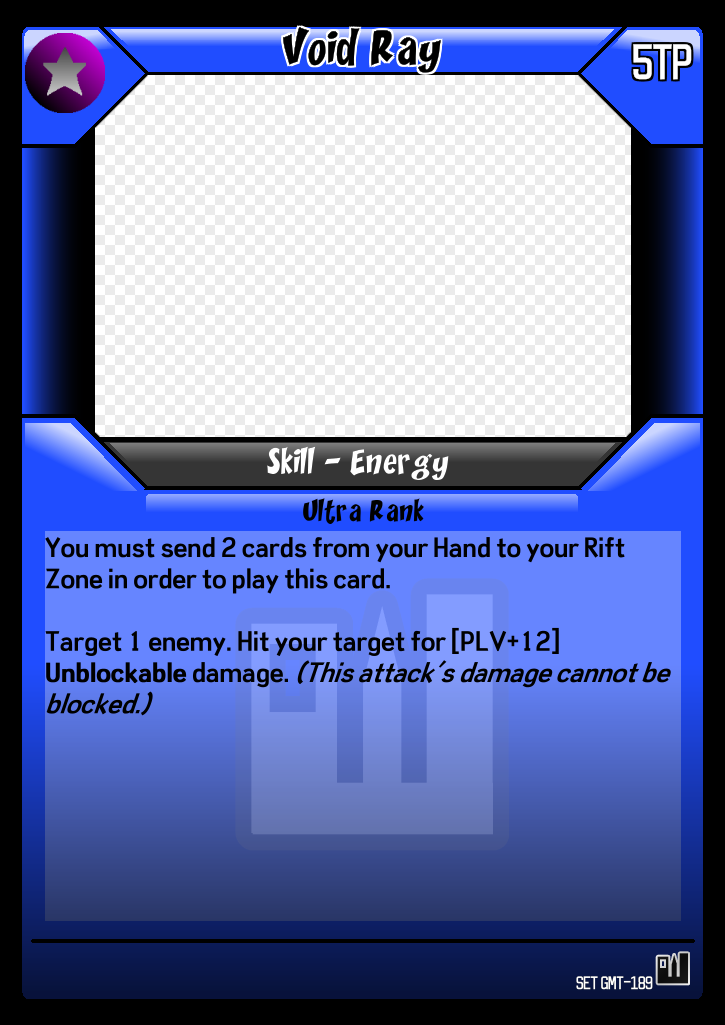 Void Ray
5TP
Skill - Energy
Ultra Rank
You must send 2 cards from your Hand to your Rift
Zone in order to play this card.
Target 1 enemy. Hit your target for [PLV+12]
Unblockable damage. (This attack's damage cannot be
blocked.)
SET GMT-189